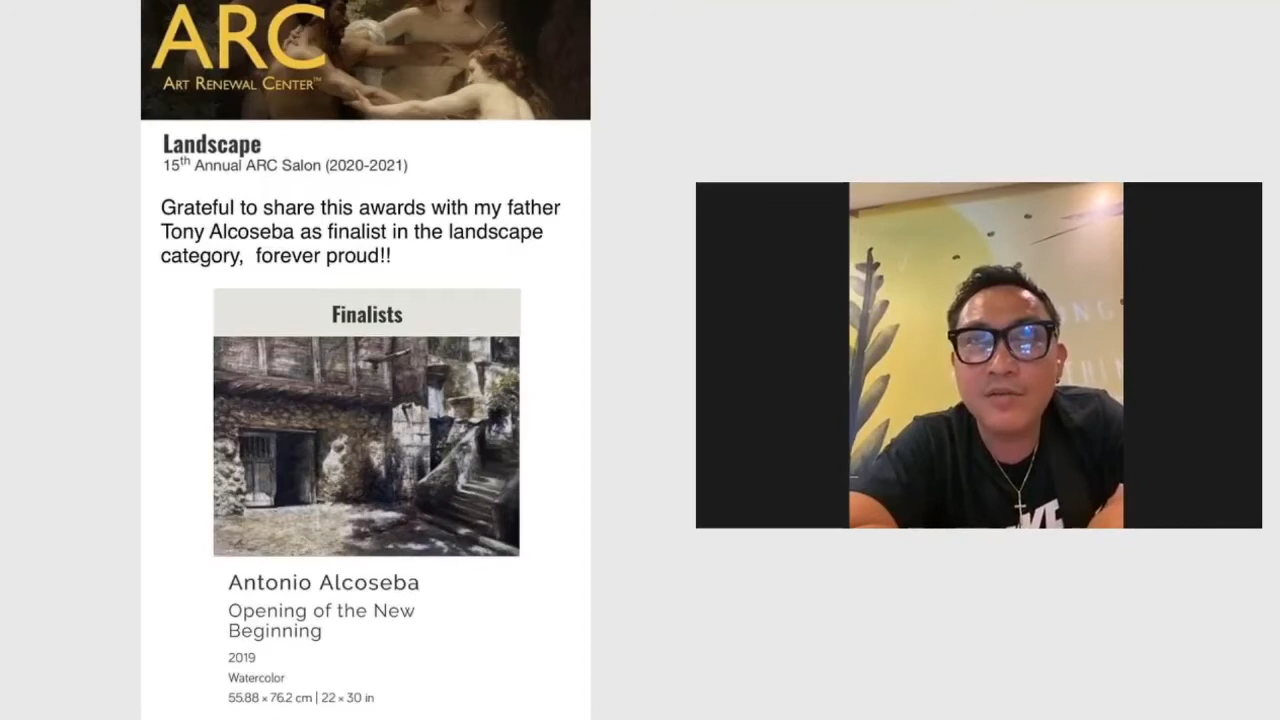 ARC
ART RENEWAL CENTER™
Landscape
15th Annual ARC Salon (2020-2021)
Grateful to share this awards with my father
Tony Alcoseba as finalist in the landscape
category,  forever proud!!
Finalists
Antonio Alcoseba
Opening of the New
Beginning
2019
Watercolor
55.88 × 76.2 cm | 22 × 30 in